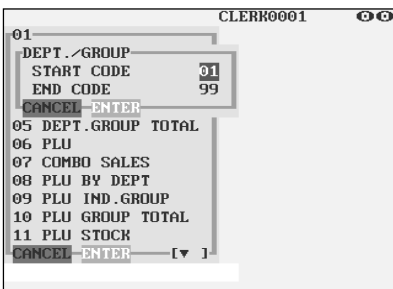 CLERK0001
01
DEPT./GROUP
START CODE 01
END CODE 99
CANCEL ENTER
05 DEPT.GROUP TOTAL
06 PLU
07 COMBO SALES
08 PLU BY DEPT
09 PLU IND.GROUP
10 PLU GROUP TOTAL
11 PLU STOCK
CANCEL ENTER [▼ ]